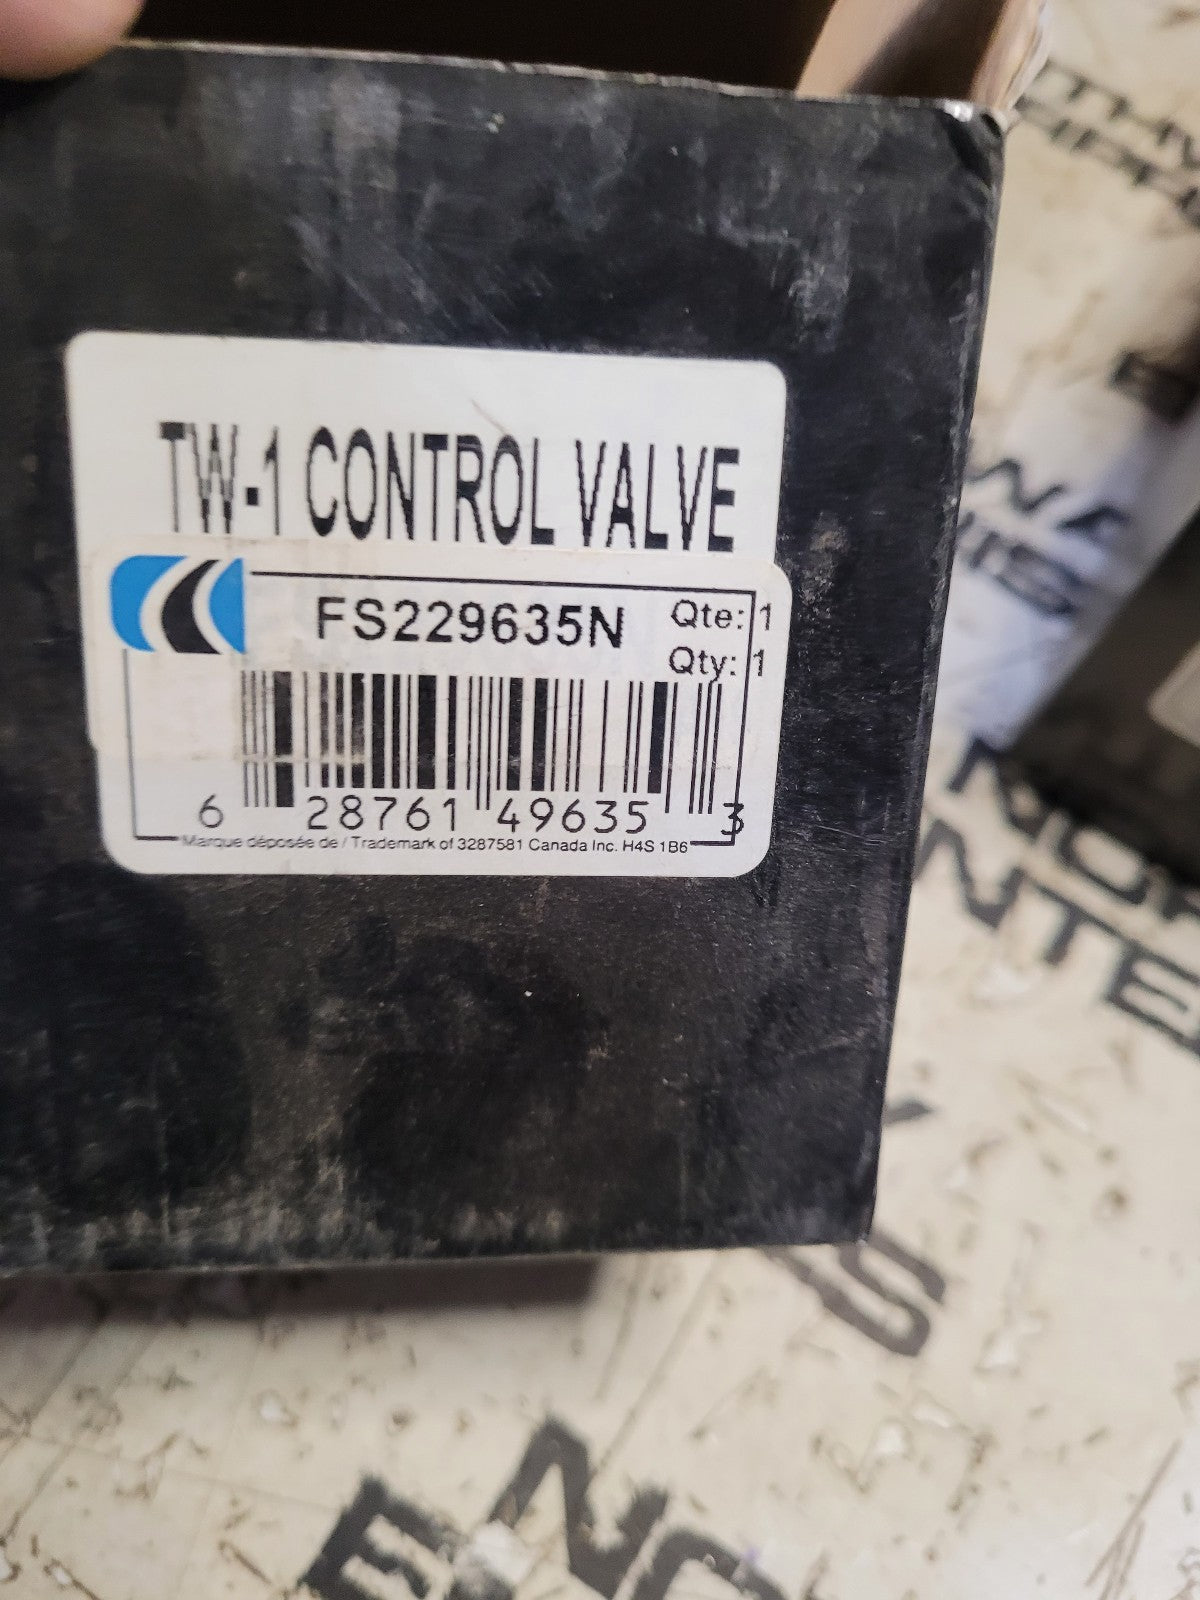 TW-1 CONTROL VALVE
FS229635N
Qte: 1
Qty: 1
6 28761 49635 3
Marque déposée de / Trademark of 3287581 Canada Inc. H4S 1B6